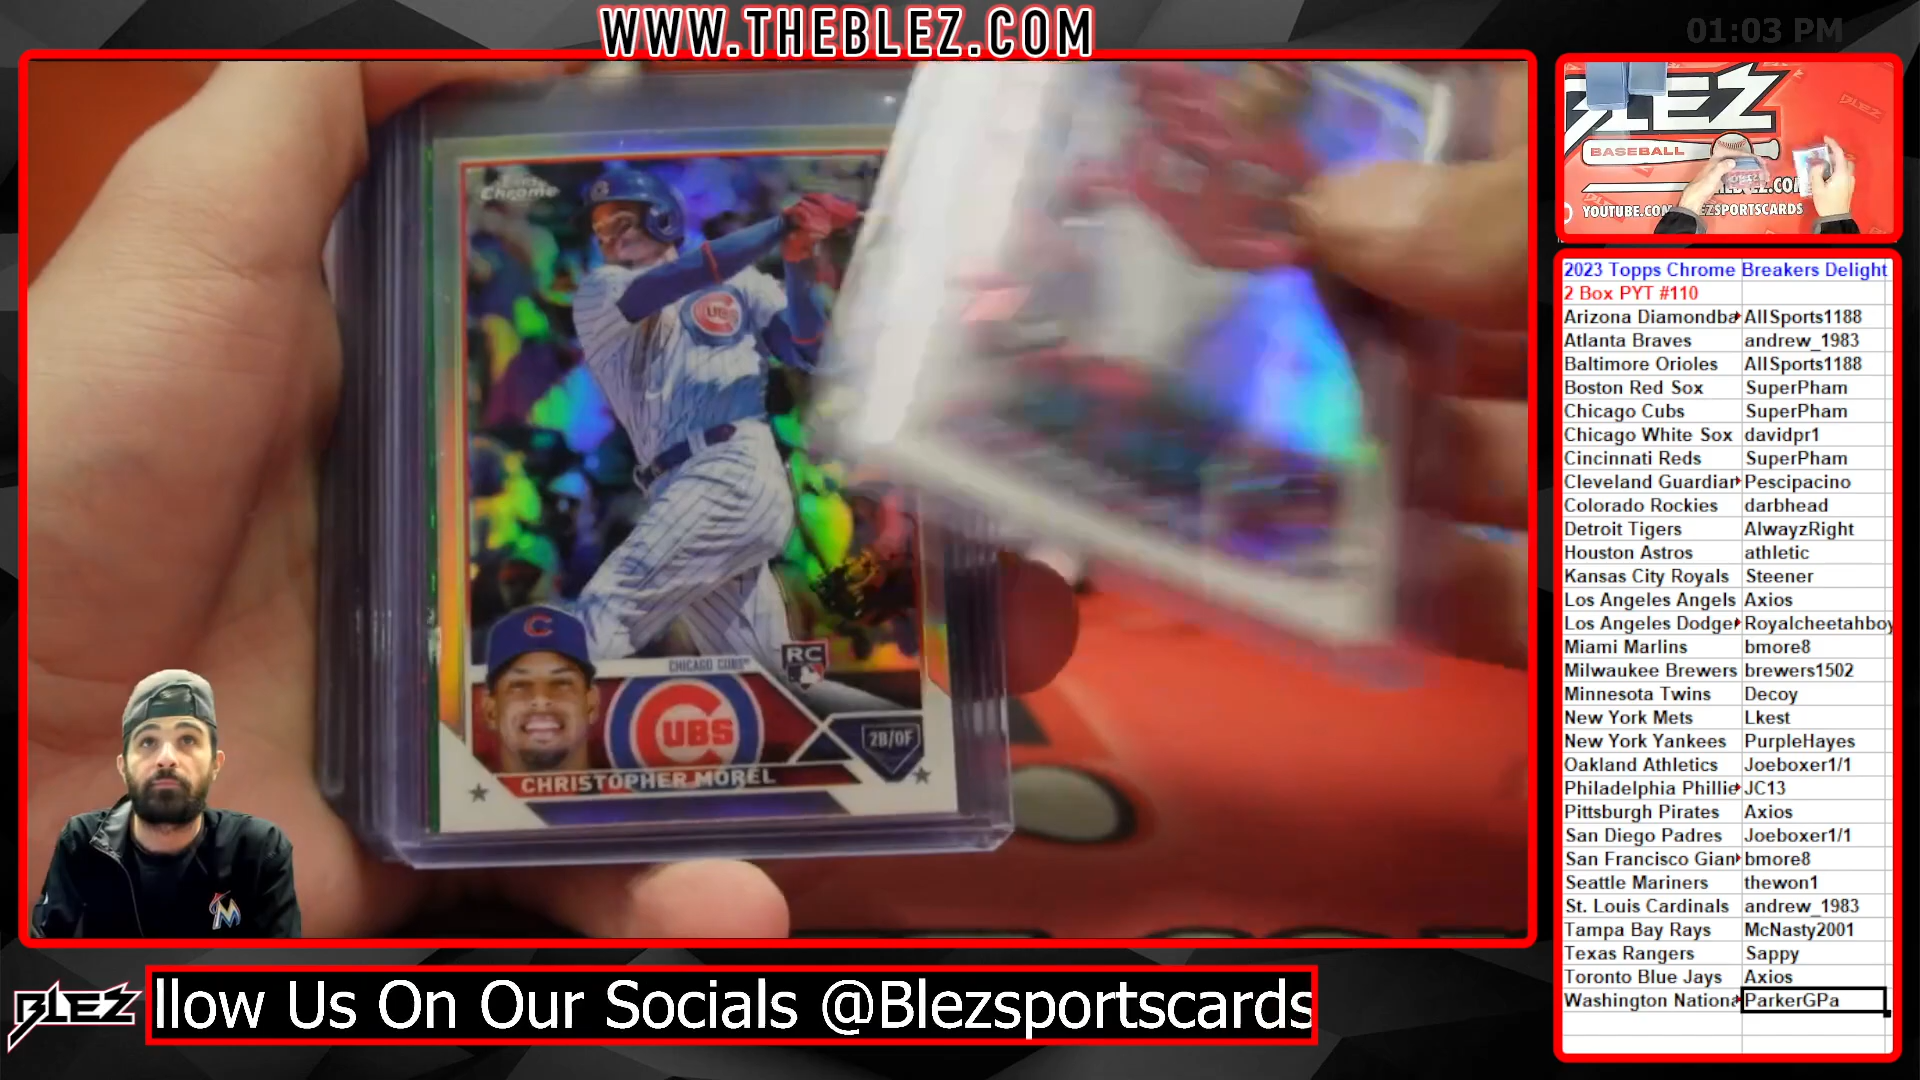 WWW.THEBLEZ.COM
01:03 PM
Chrome
CUBS
C
CHICAGO CUBS
RC
CUBS
2B/OF
CHRISTOPHER MOREL
M
BLEZ
BASEBALL
YOUTUBE.COM
BLEZ
2023 Topps Chrome Breakers Delight
2 Box PYT #110
Arizona Diamondba AllSports1188
Atlanta Braves andrew_1983
Baltimore Orioles AllSports1188
Boston Red Sox SuperPham
Chicago Cubs SuperPham
Chicago White Sox davidpr1
Cincinnati Reds SuperPham
Cleveland Guardian Pescipacino
Colorado Rockies darbhead
Detroit Tigers AlwayzRight
Houston Astros athletic
Kansas City Royals Steener
Los Angeles Angels Axios
Los Angeles Dodge Royalcheetahboy
Miami Marlins bmore8
Milwaukee Brewers brewers1502
Minnesota Twins Decoy
New York Mets Lkest
New York Yankees PurpleHayes
Oakland Athletics Joeboxer1/1
Philadelphia Phillie JC13
Pittsburgh Pirates Axios
San Diego Padres Joeboxer1/1
San Francisco Gian bmore8
Seattle Mariners thewon1
St. Louis Cardinals andrew_1983
Tampa Bay Rays McNasty2001
Texas Rangers Sappy
Toronto Blue Jays Axios
Washington Nationa ParkerGPa
BLEZ
llow Us On Our Socials @Blezsportscards